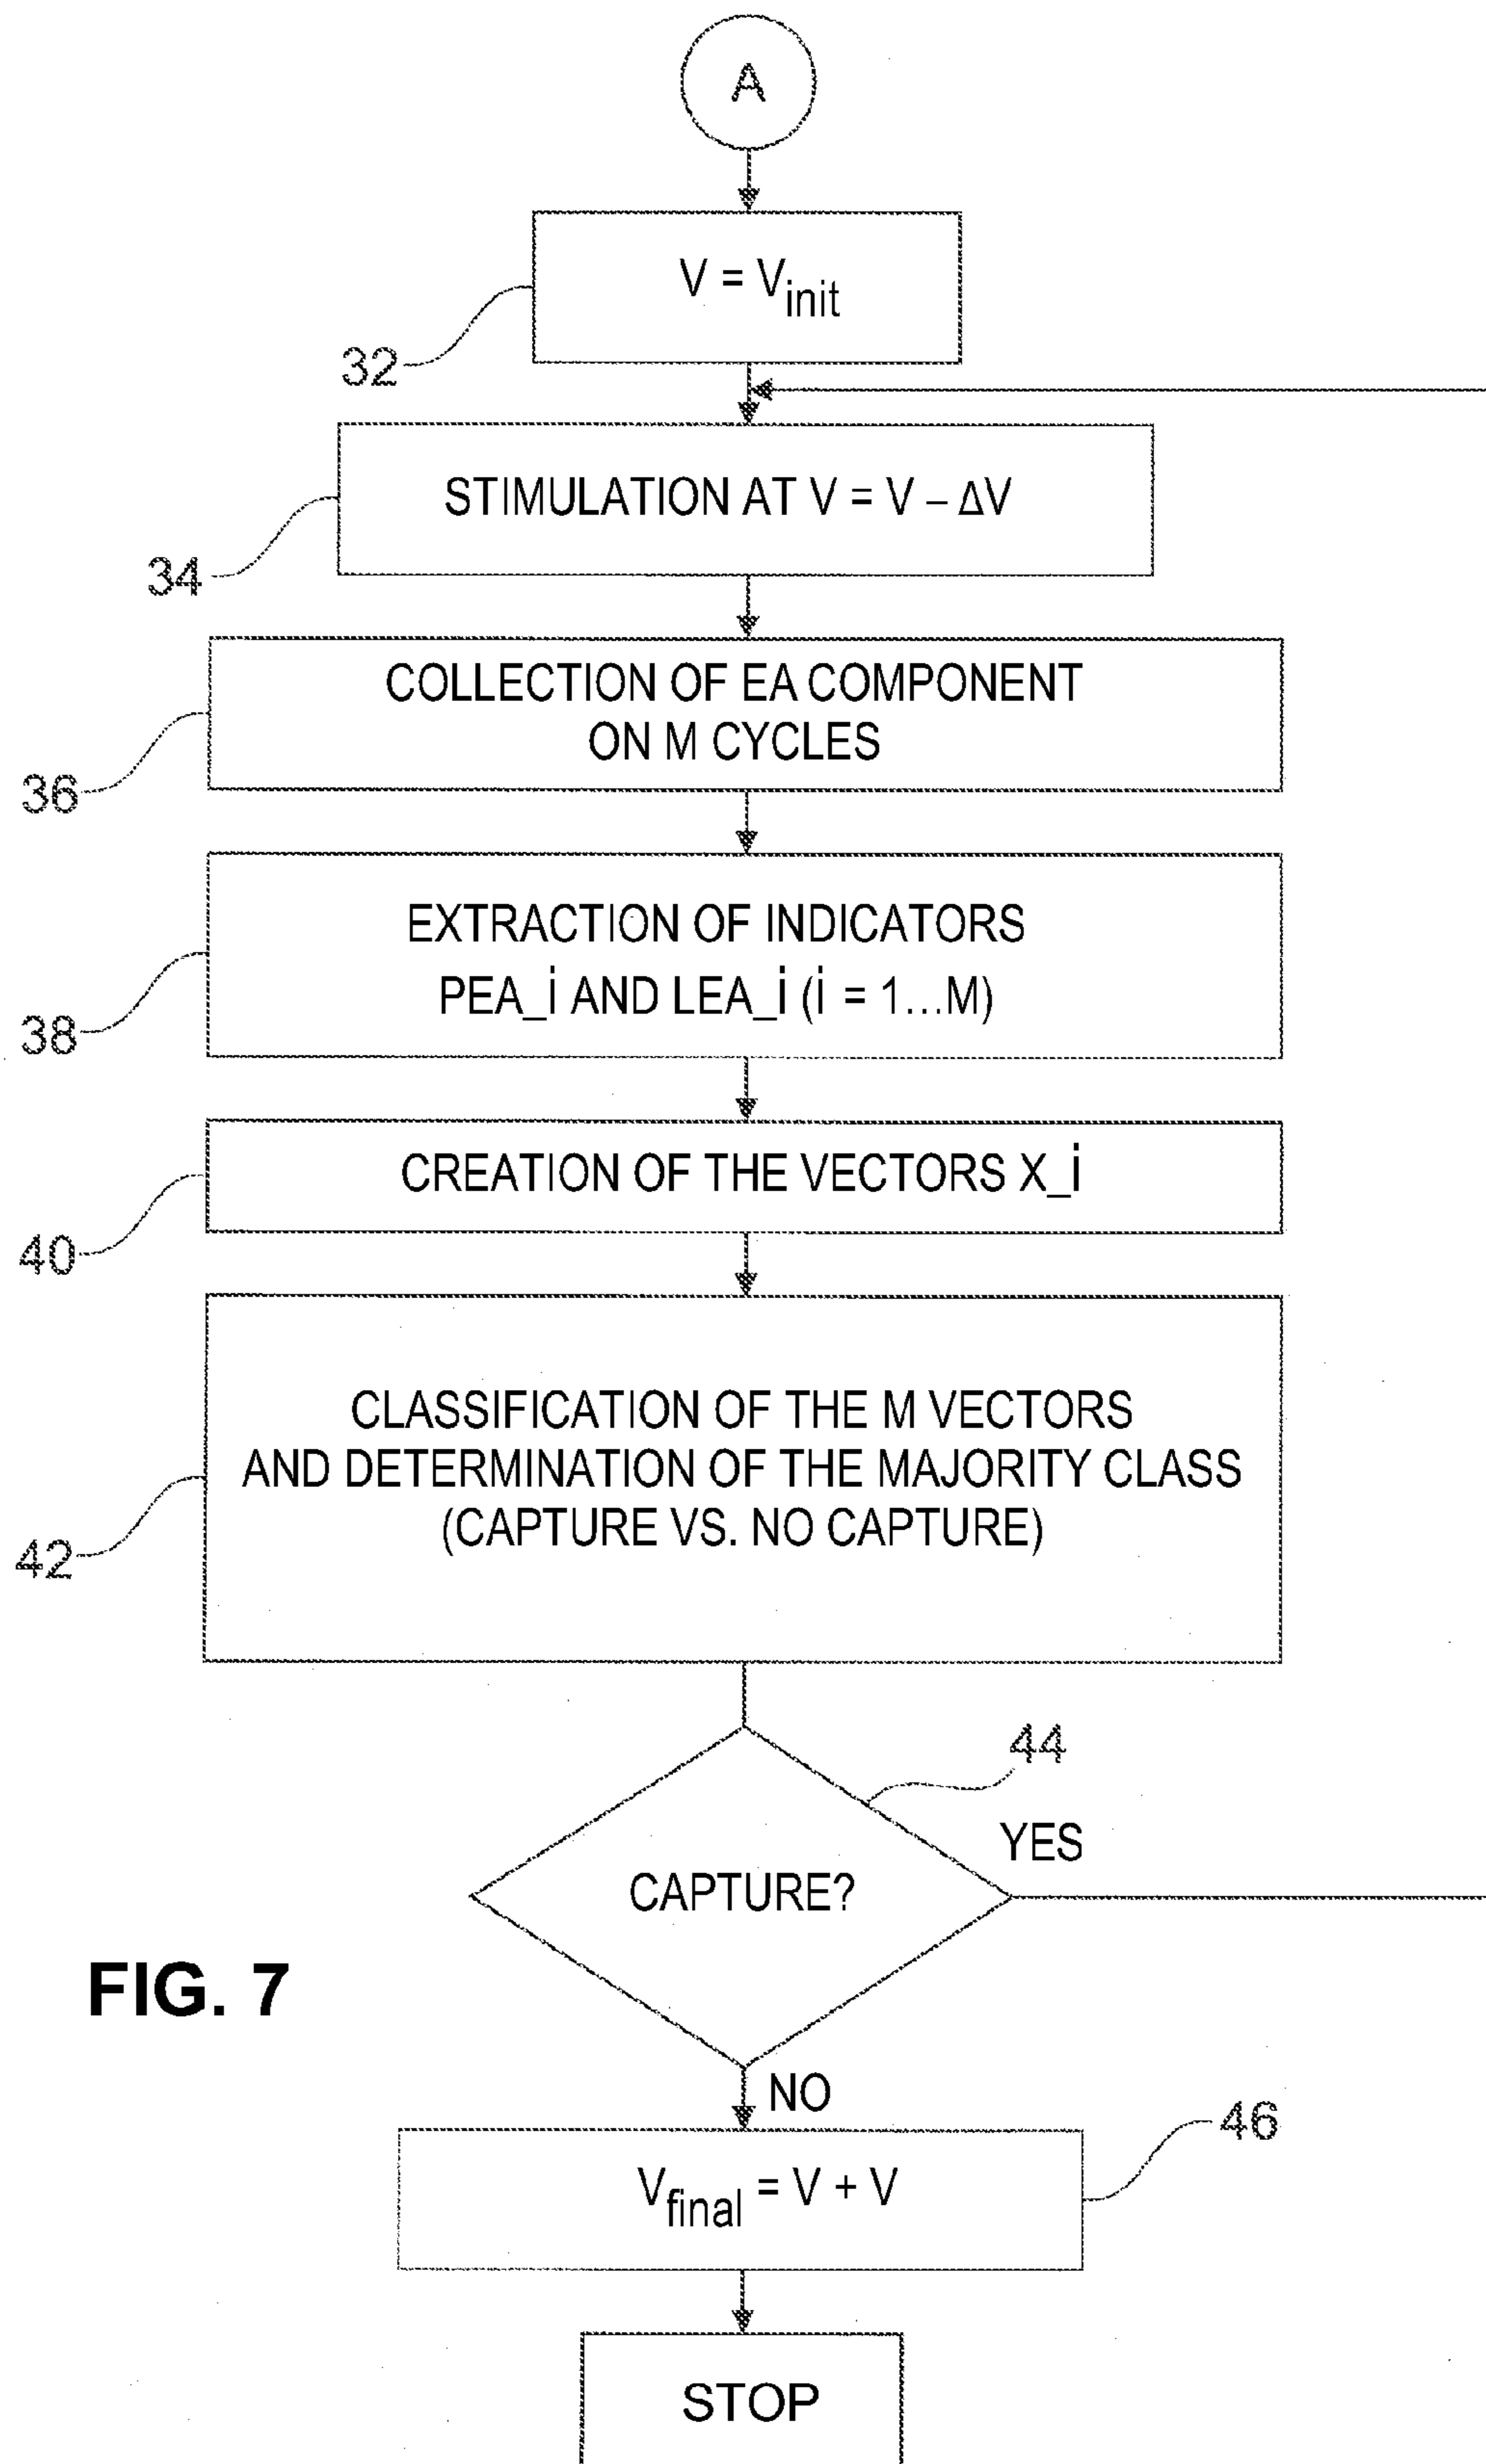 A
V = Vinit
32
STIMULATION AT V = V – ΔV
34
COLLECTION OF EA COMPONENT
ON M CYCLES
36
EXTRACTION OF INDICATORS
PEA_i AND LEA_i (i = 1...M)
38
CREATION OF THE VECTORS X_i
40
CLASSIFICATION OF THE M VECTORS
AND DETERMINATION OF THE MAJORITY CLASS
(CAPTURE VS. NO CAPTURE)
42
44
YES
CAPTURE?
FIG. 7
NO
46
Vfinal = V + V
STOP